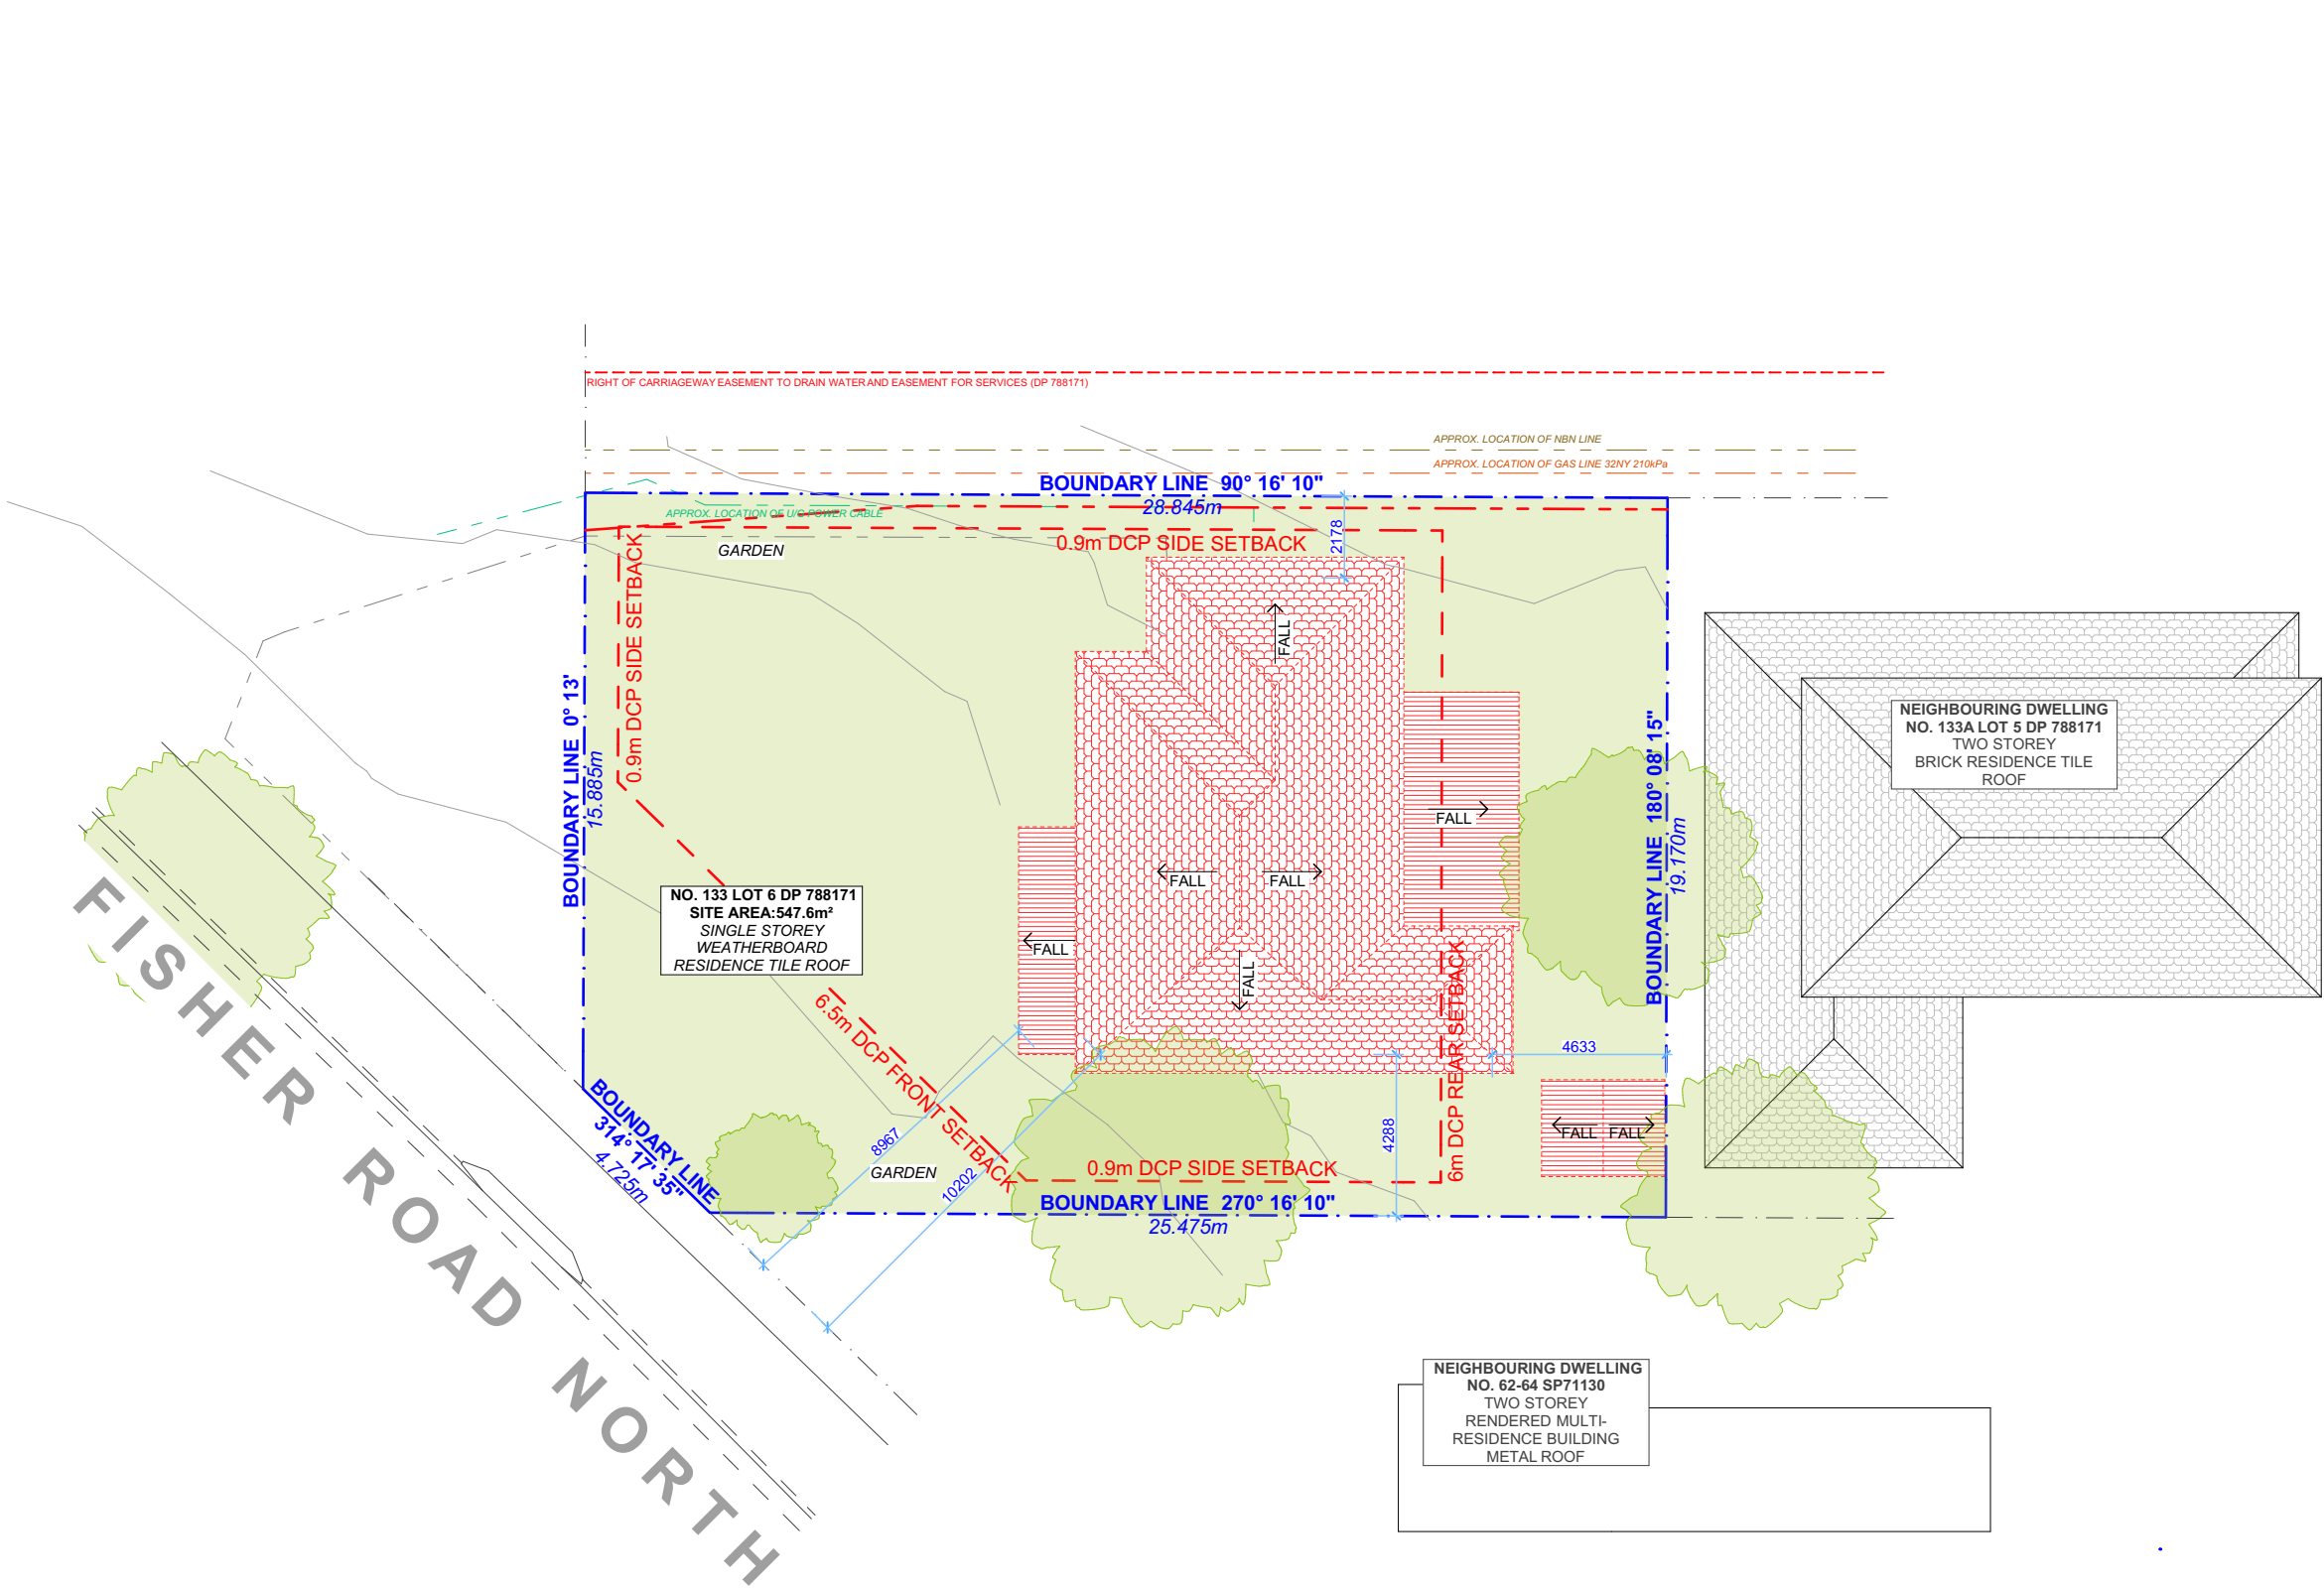 RIGHT OF CARRIAGEWAY EASEMENT TO DRAIN WATER AND EASEMENT FOR SERVICES (DP 788171)
APPROX. LOCATION OF NBN LINE
APPROX. LOCATION OF GAS LINE 32NY 210kPa
BOUNDARY LINE 90° 16' 10"
28.845m
APPROX. LOCATION OF U/G POWER CABLE
GARDEN
0.9m DCP SIDE SETBACK
2178
0.9m DCP SIDE SETBACK
BOUNDARY LINE 0° 13'
15.885m
FALL
FALL
FALL
FALL
FALL
FALL
BOUNDARY LINE 180° 08' 15"
19.170m
NEIGHBOURING DWELLING
NO. 133A LOT 5 DP 788171
TWO STOREY
BRICK RESIDENCE TILE
ROOF
NO. 133 LOT 6 DP 788171
SITE AREA:547.6m²
SINGLE STOREY
WEATHERBOARD
RESIDENCE TILE ROOF
6.5m DCP FRONT SETBACK
6m DCP REAR SETBACK
4633
4288
FALL
FALL
8967
10202
GARDEN
BOUNDARY LINE
314° 17' 35"
4.725m
0.9m DCP SIDE SETBACK
BOUNDARY LINE 270° 16' 10"
25.475m
FISHER ROAD NORTH
NEIGHBOURING DWELLING
NO. 62-64 SP71130
TWO STOREY
RENDERED MULTI-
RESIDENCE BUILDING
METAL ROOF